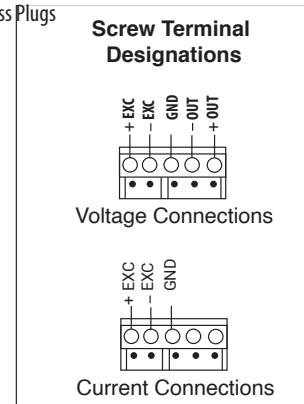 ss Plugs
Screw Terminal
Designations
+ EXC
– EXC
GND
– OUT
+ OUT
Voltage Connections
+ EXC
– EXC
GND
Current Connections